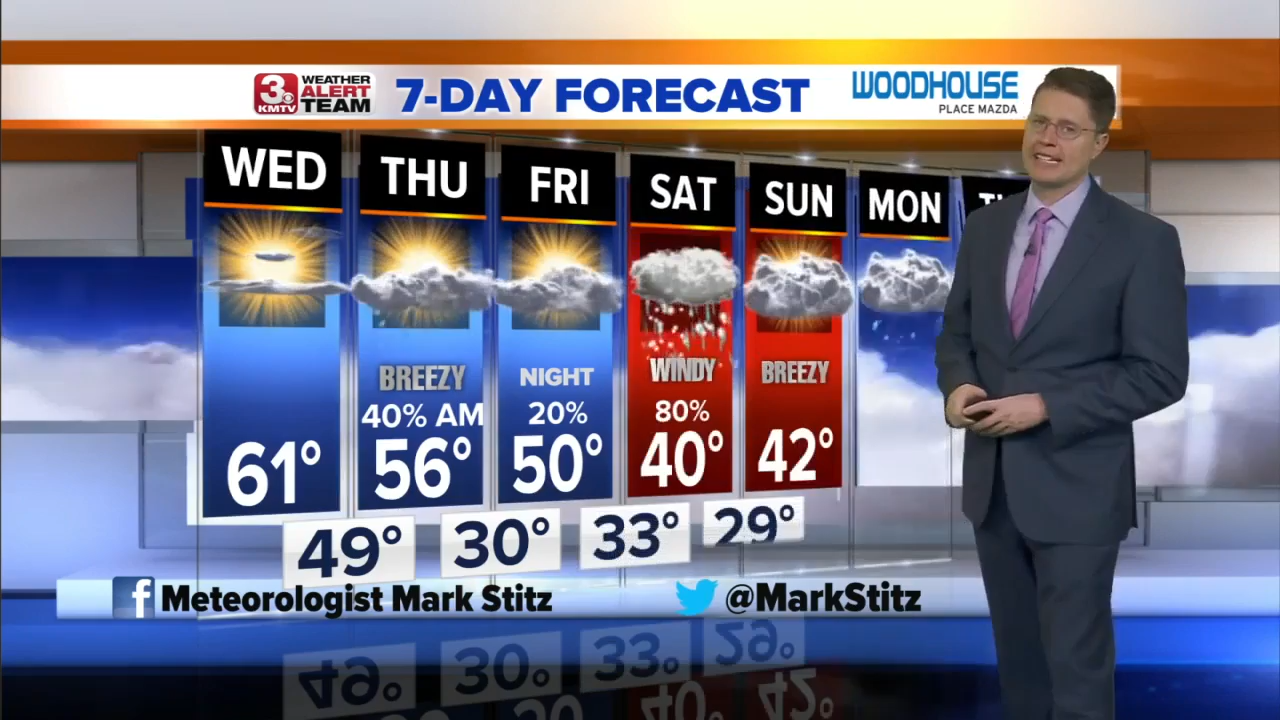 3
KMTV
WEATHER
ALERT
TEAM
7-DAY FORECAST
WOODHOUSE
PLACE MAZDA
WED THU FRI SAT SUN MON
BREEZY NIGHT WINDY BREEZY
40% AM 20% 80%
61° 56° 50° 40° 42°
49° 30° 33° 29°
f Meteorologist Mark Stitz @MarkStitz